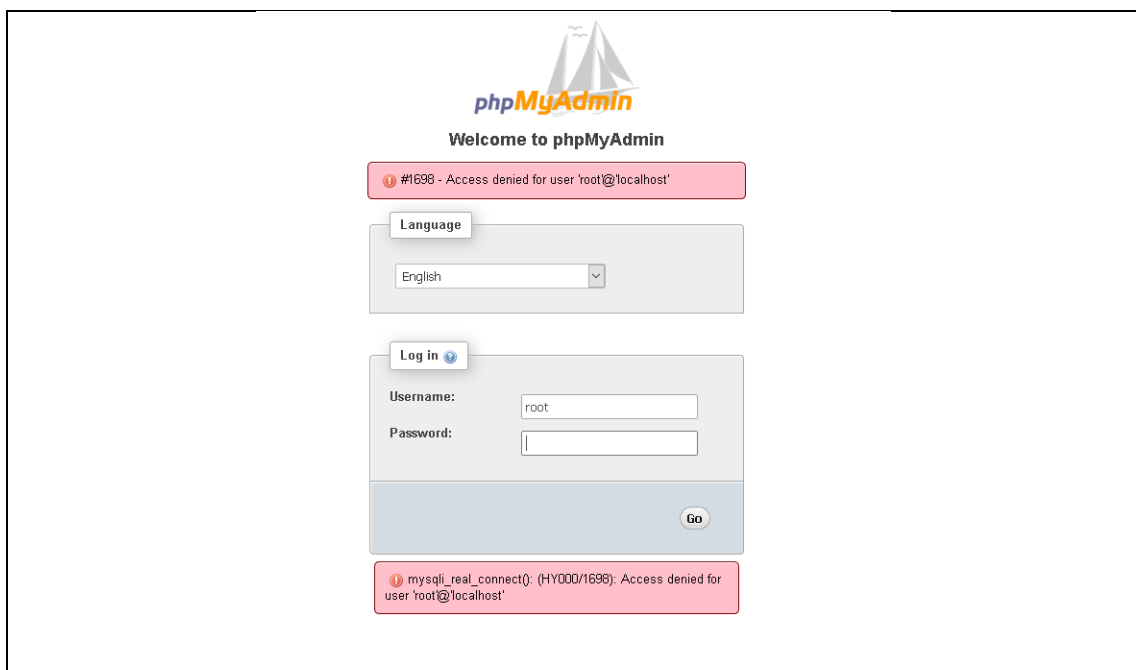 phpMyAdmin
Welcome to phpMyAdmin
#1698 - Access denied for user 'root'@'localhost'
Language
English
Log in
Username:
root
Password:
Go
mysqli_real_connect(): (HY000/1698): Access denied for
user 'root'@'localhost'